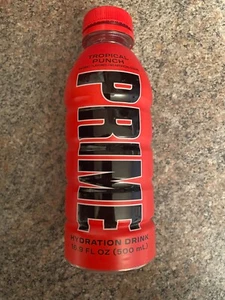 TROPICAL
PUNCH
PRIME
HYDRATION DRINK
16.9 FL OZ (500 mL)